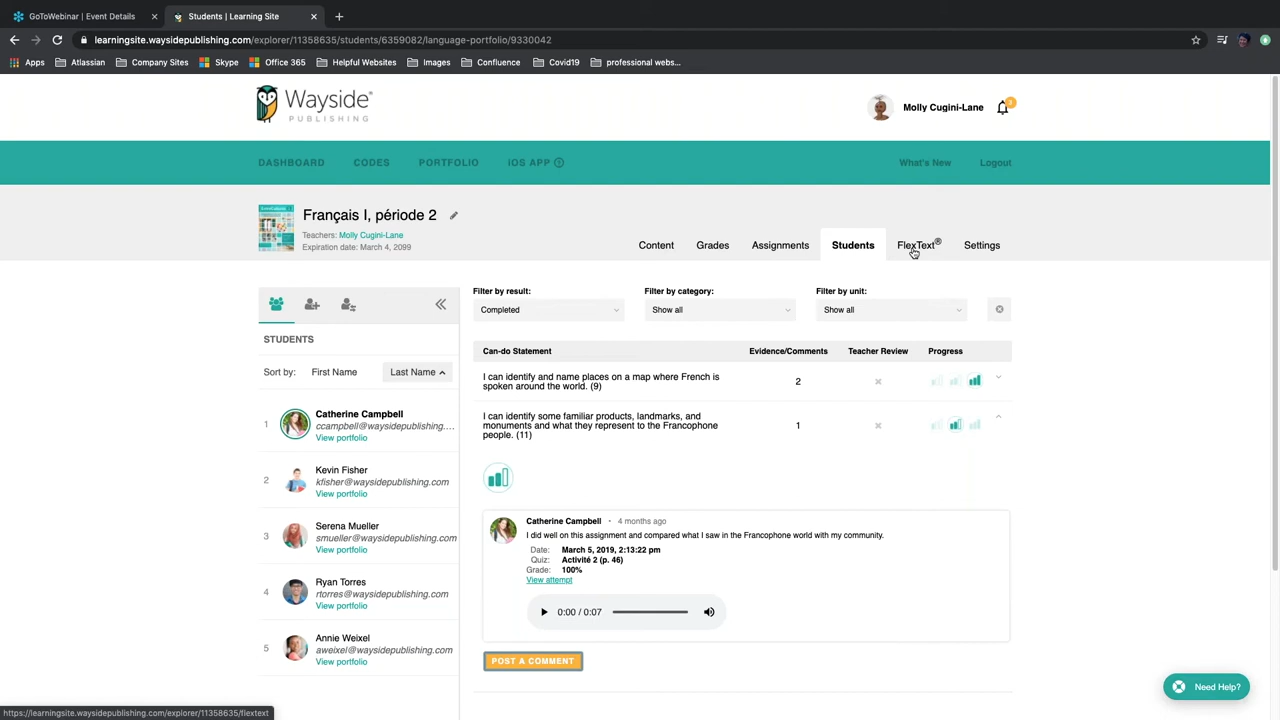 GoToWebinar | Event Details
Students | Learning Site
learningsite.waysidepublishing.com/explorer/11358635/students/6359082/language-portfolio/9330042
Apps Atlassian Company Sites Skype Office 365 Helpful Websites Images Confluence Covid19 professional webs...
Wayside
PUBLISHING
Molly Cugini-Lane
DASHBOARD CODES PORTFOLIO iOS APP
What's New Logout
Français I, période 2
Teachers: Molly Cugini-Lane
Expiration date: March 4, 2099
Content Grades Assignments Students FlexText® Settings
STUDENTS
Sort by: First Name Last Name
1 Catherine Campbell
ccampbell@waysidepublishing....
View portfolio
2 Kevin Fisher
kfisher@waysidepublishing.com
View portfolio
3 Serena Mueller
smueller@waysidepublishing.com
View portfolio
4 Ryan Torres
rtorres@waysidepublishing.com
View portfolio
5 Annie Weixel
aweixel@waysidepublishing.com
View portfolio
Filter by result: Filter by category: Filter by unit:
Completed Show all Show all
Can-do Statement Evidence/Comments Teacher Review Progress
I can identify and name places on a map where French is
spoken around the world. (9)
2
I can identify some familiar products, landmarks, and
monuments and what they represent to the Francophone
people. (11)
1
Catherine Campbell • 4 months ago
I did well on this assignment and compared what I saw in the Francophone world with my community.
Date: March 5, 2019, 2:13:22 pm
Quiz: Activité 2 (p. 46)
Grade: 100%
View attempt
0:00 / 0:07
POST A COMMENT
Need Help?
https://learningsite.waysidepublishing.com/explorer/11358635/flextext